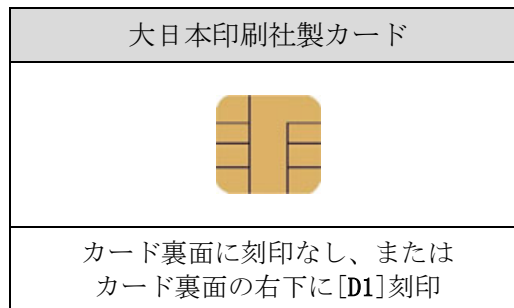 大日本印刷社製カード
カード裏面に刻印なし、または
カード裏面の右下に[D1]刻印